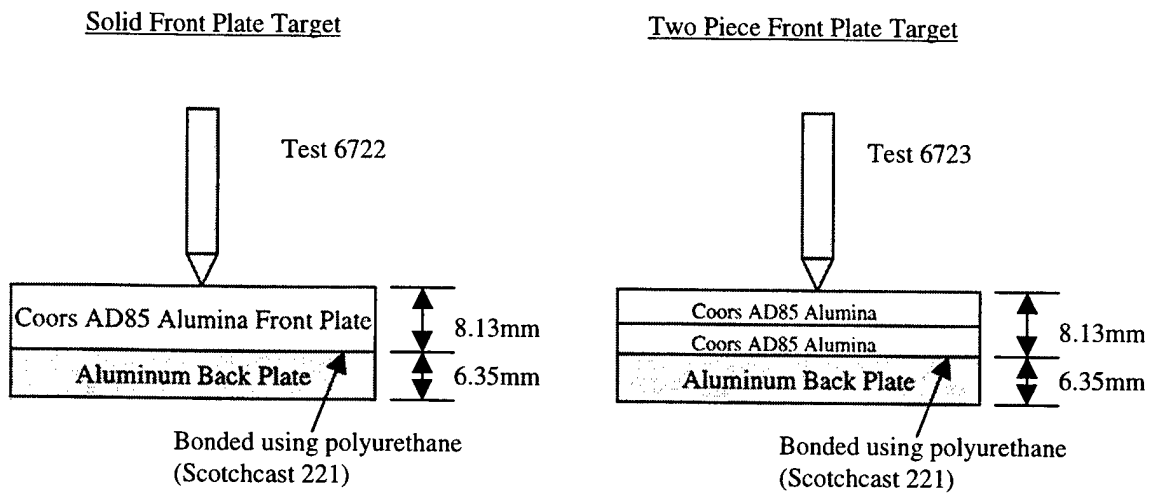 Solid Front Plate Target
Two Piece Front Plate Target
Test 6722
Test 6723
Coors AD85 Alumina Front Plate
8.13mm
Aluminum Back Plate
6.35mm
Bonded using polyurethane
(Scotchcast 221)
Coors AD85 Alumina
Coors AD85 Alumina
8.13mm
Aluminum Back Plate
6.35mm
Bonded using polyurethane
(Scotchcast 221)